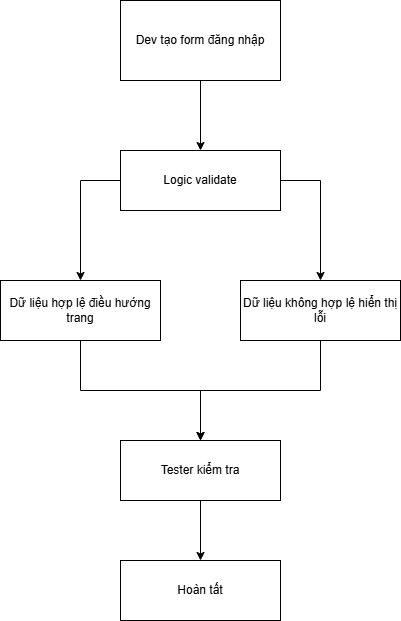 Dev tạo form đăng nhập
Logic validate
Dữ liệu hợp lệ điều hướng
trang
Dữ liệu không hợp lệ hiển thị
lỗi
Tester kiểm tra
Hoàn tất